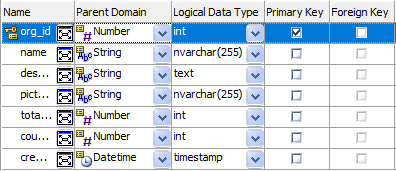 Name Parent Domain Logical Data Type Primary Key Foreign Key
org_id Number int
name String nvarchar(255)
des... String text
pict... String nvarchar(255)
tota... Number int
cou... Number int
cre... Datetime timestamp